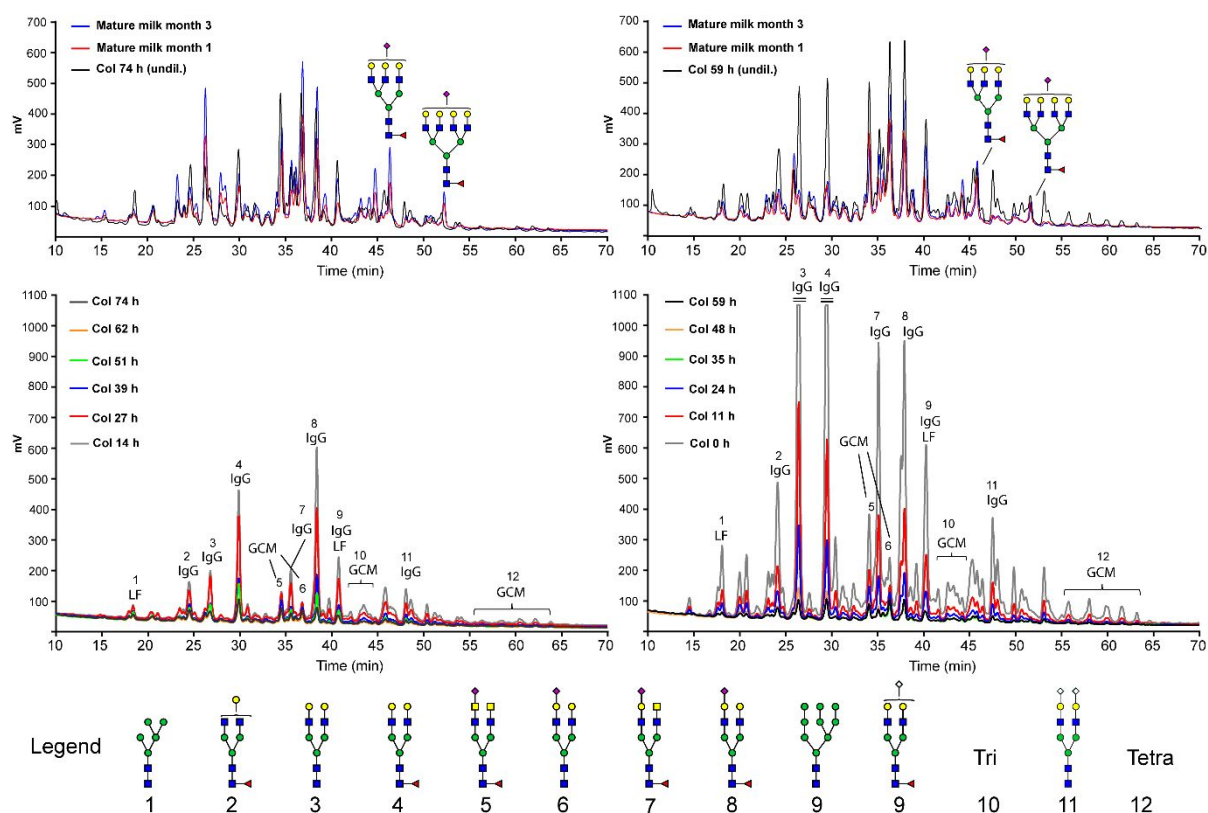 Mature milk month 3
Mature milk month 1
Col 74 h (undil.)
700
600
500
400
300
200
100
mV
10 15 20 25 30 35 40 45 50 55 60 65 70
Time (min)
Mature milk month 3
Mature milk month 1
Col 59 h (undil.)
700
600
500
400
300
200
100
mV
10 15 20 25 30 35 40 45 50 55 60 65 70
Time (min)
Col 74 h
Col 62 h
Col 51 h
Col 39 h
Col 27 h
Col 14 h
1100
1000
900
800
700
600
500
400
300
200
100
mV
1
LF
2
IgG
3
IgG
4
IgG
GCM
5
6
7
IgG
8
IgG
9
IgG
LF
10
GCM
11
IgG
12
GCM
10 15 20 25 30 35 40 45 50 55 60 65 70
Time (min)
Col 59 h
Col 48 h
Col 35 h
Col 24 h
Col 11 h
Col 0 h
1100
1000
900
800
700
600
500
400
300
200
100
mV
1
LF
2
IgG
3
IgG
4
IgG
GCM
5
6
7
IgG
8
IgG
9
IgG
LF
10
GCM
11
IgG
12
GCM
10 15 20 25 30 35 40 45 50 55 60 65 70
Time (min)
Legend
Tri
Tetra
1 2 3 4 5 6 7 8 9 9 10 11 12